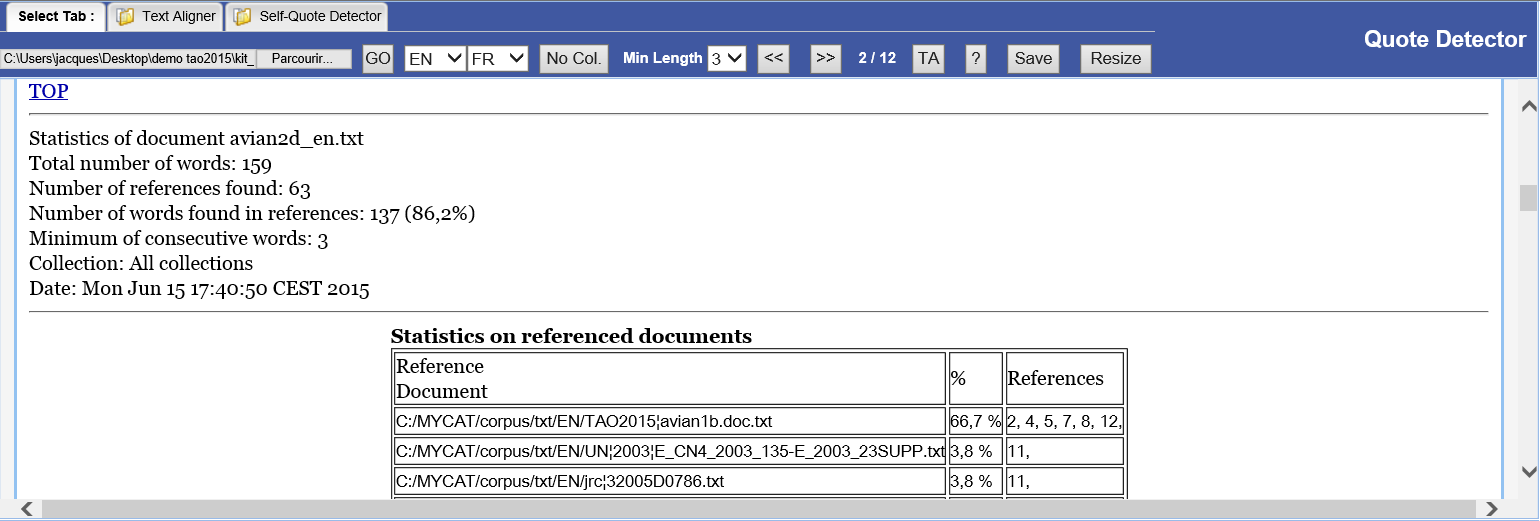 Select Tab : Text Aligner Self-Quote Detector
Quote Detector
C:\Users\jacques\Desktop\demo tao2015\kit_ Parcourir... GO EN FR No Col. Min Length 3 << >> 2 / 12 TA ? Save Resize
TOP
Statistics of document avian2d_en.txt
Total number of words: 159
Number of references found: 63
Number of words found in references: 137 (86,2%)
Minimum of consecutive words: 3
Collection: All collections
Date: Mon Jun 15 17:40:50 CEST 2015
Statistics on referenced documents
Reference
Document
%
References
C:/MYCAT/corpus/txt/EN/TAO2015¦avian1b.doc.txt 66,7 % 2, 4, 5, 7, 8, 12,
C:/MYCAT/corpus/txt/EN/UN¦2003¦E_CN4_2003_135-E_2003_23SUPP.txt 3,8 % 11,
C:/MYCAT/corpus/txt/EN/jrc¦32005D0786.txt 3,8 % 11,